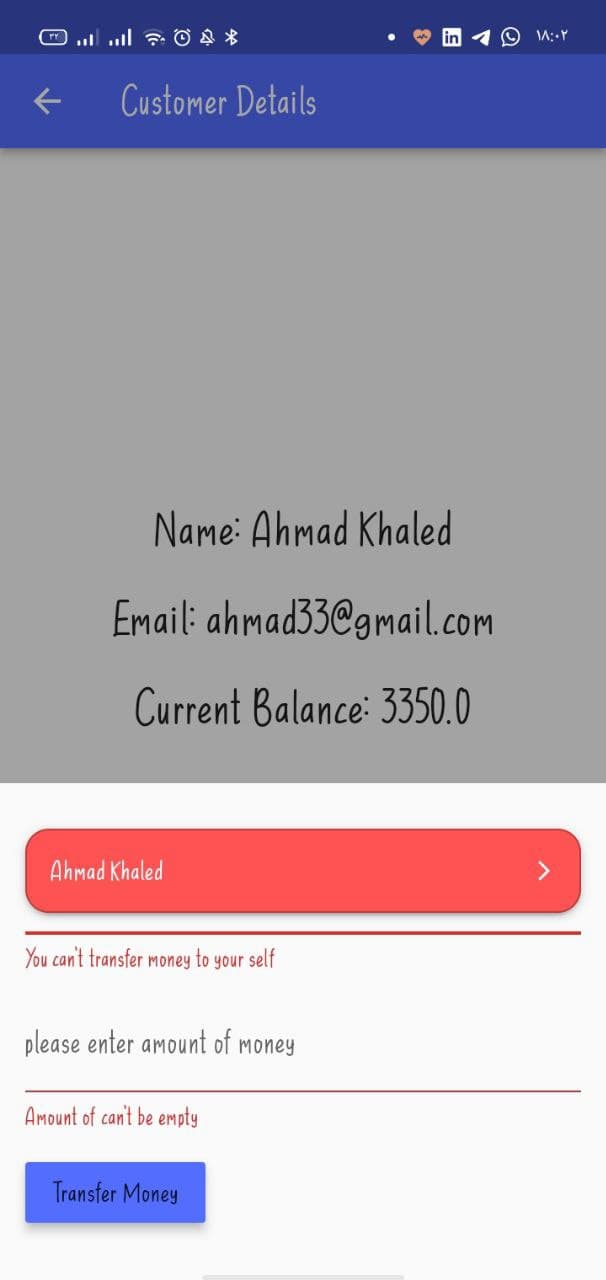 ٣٢
١٨:٠٢
Customer Details
Name: Ahmad Khaled
Email: ahmad33@gmail.com
Current Balance: 3350.0
Ahmad Khaled
You can't transfer money to your self
please enter amount of money
Amount of can't be empty
Transfer Money